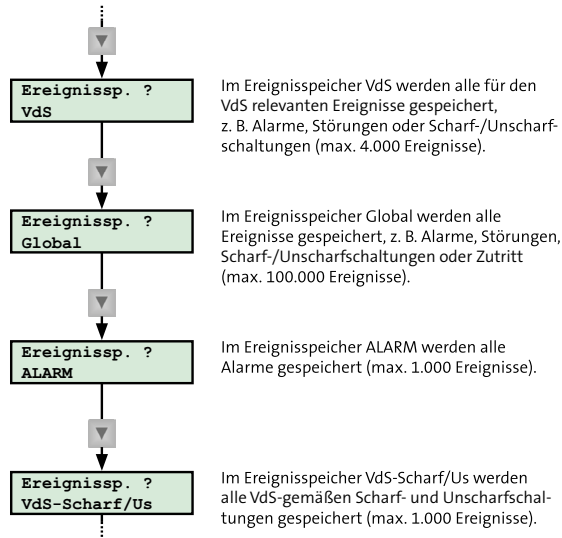 Ereignissp. ?
VdS
Im Ereignisspeicher VdS werden alle für den
VdS relevanten Ereignisse gespeichert,
z. B. Alarme, Störungen oder Scharf-/Unscharf-
schaltungen (max. 4.000 Ereignisse).
Ereignissp. ?
Global
Im Ereignisspeicher Global werden alle
Ereignisse gespeichert, z. B. Alarme, Störungen,
Scharf-/Unscharfschaltungen oder Zutritt
(max. 100.000 Ereignisse).
Ereignissp. ?
ALARM
Im Ereignisspeicher ALARM werden alle
Alarme gespeichert (max. 1.000 Ereignisse).
Ereignissp. ?
VdS-Scharf/Us
Im Ereignisspeicher VdS-Scharf/Us werden
alle VdS-gemäßen Scharf- und Unscharfschal-
tungen gespeichert (max. 1.000 Ereignisse).